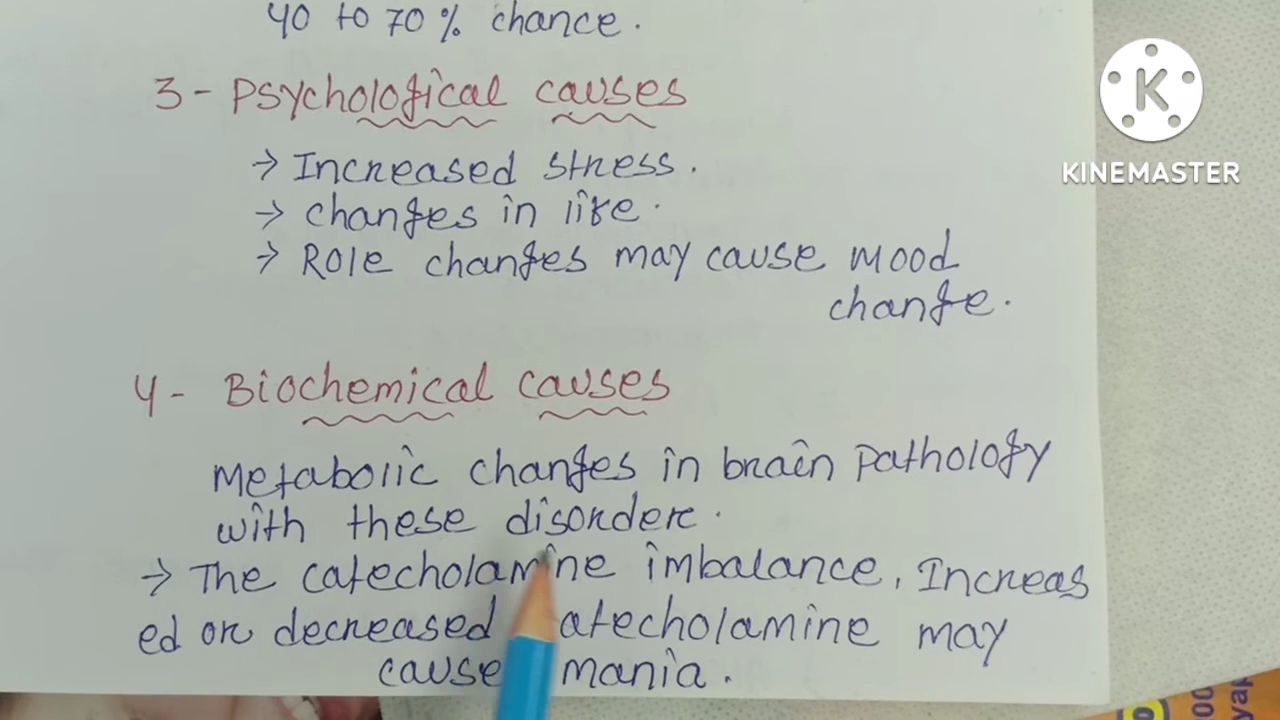 40 to 70% chance.
3 - Psychological causes
→ Increased stress.
→ changes in life.
→ Role changes may cause mood
change.
4 - Biochemical causes
Metabolic changes in brain pathology
with these disorder.
→ The catecholamine imbalance, Increas
ed or decreased catecholamine may
cause mania.
K
KINEMASTER